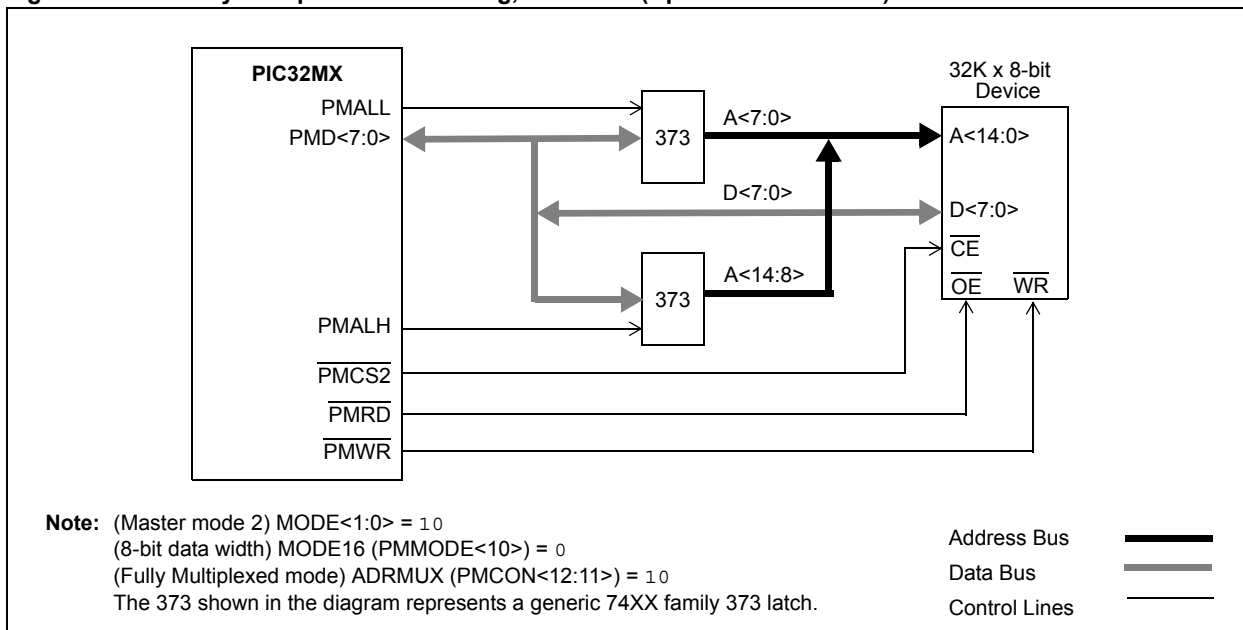 PIC32MX
PMALL
PMD<7:0>
PMALH
PMCS2
PMRD
PMWR
373
A<7:0>
D<7:0>
373
A<14:8>
32K x 8-bit
Device
A<14:0>
D<7:0>
CE
OE WR
Note: (Master mode 2) MODE<1:0> = 10
(8-bit data width) MODE16 (PMMODE<10>) = 0
(Fully Multiplexed mode) ADRMUX (PMCON<12:11>) = 10
The 373 shown in the diagram represents a generic 74XX family 373 latch.
Address Bus
Data Bus
Control Lines